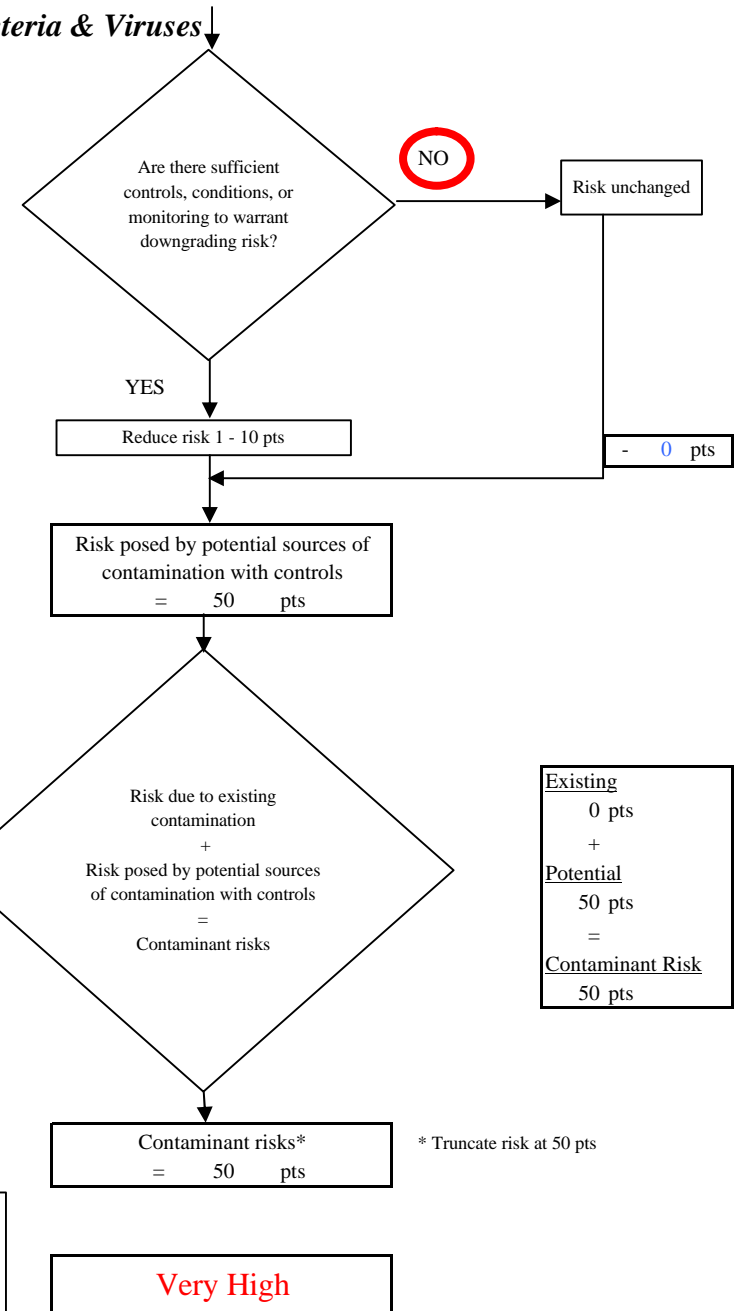 & Viruses
Are there sufficient
controls, conditions, or
monitoring to warrant
downgrading risk?
NO
Risk unchanged
YES
Reduce risk 1 - 10 pts
- 0 pts
Risk posed by potential sources of
contamination with controls
= 50 pts
Risk due to existing
contamination
+
Risk posed by potential sources
of contamination with controls
=
Contaminant risks
Existing
0 pts
+
Potential
50 pts
=
Contaminant Risk
50 pts
Contaminant risks*
= 50 pts
* Truncate risk at 50 pts
Very High